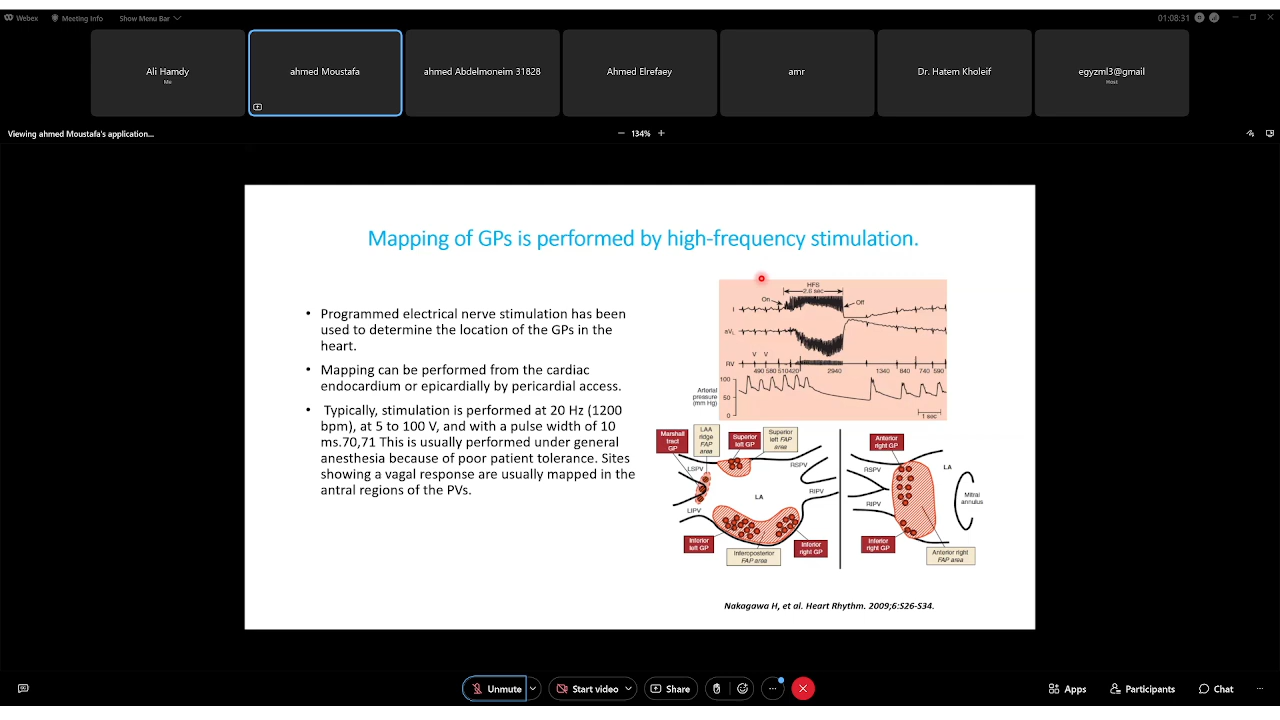 Webex Meeting Info Show Menu Bar 01:08:31
Ali Hamdy
Me
ahmed Moustafa
ahmed Abdelmoneim 31828
Ahmed Elrefaey
amr
Dr. Hatem Kholeif
egyzml3@gmail
Host
Viewing ahmed Moustafa's application...
134%
Mapping of GPs is performed by high-frequency stimulation.
• Programmed electrical nerve stimulation has been
used to determine the location of the GPs in the
heart.
• Mapping can be performed from the cardiac
endocardium or epicardially by pericardial access.
• Typically, stimulation is performed at 20 Hz (1200
bpm), at 5 to 100 V, and with a pulse width of 10
ms.70,71 This is usually performed under general
anesthesia because of poor patient tolerance. Sites
showing a vagal response are usually mapped in the
antral regions of the PVs.
HFS
2.6 sec
On
Off
I
aVL
V V
RV
490 580 510 420 2940 1340 840 740 590
Arterial
pressure
(mm Hg)
100
50
0
1 sec
Marshall
tract
GP
LAA
ridge
FAP
area
Superior
left GP
Superior
left FAP
area
LSPV
RSPV
LA
RIPV
LIPV
Inferior
left GP
Interoposterior
FAP area
Inferior
right GP
Anterior
right GP
LA
RSPV
RIPV
Mitral
annulus
Inferior
right GP
Anterior right
FAP area
Nakagawa H, et al. Heart Rhythm. 2009;6:S26-S34.
Unmute
Start video
Share
Apps
Participants
Chat